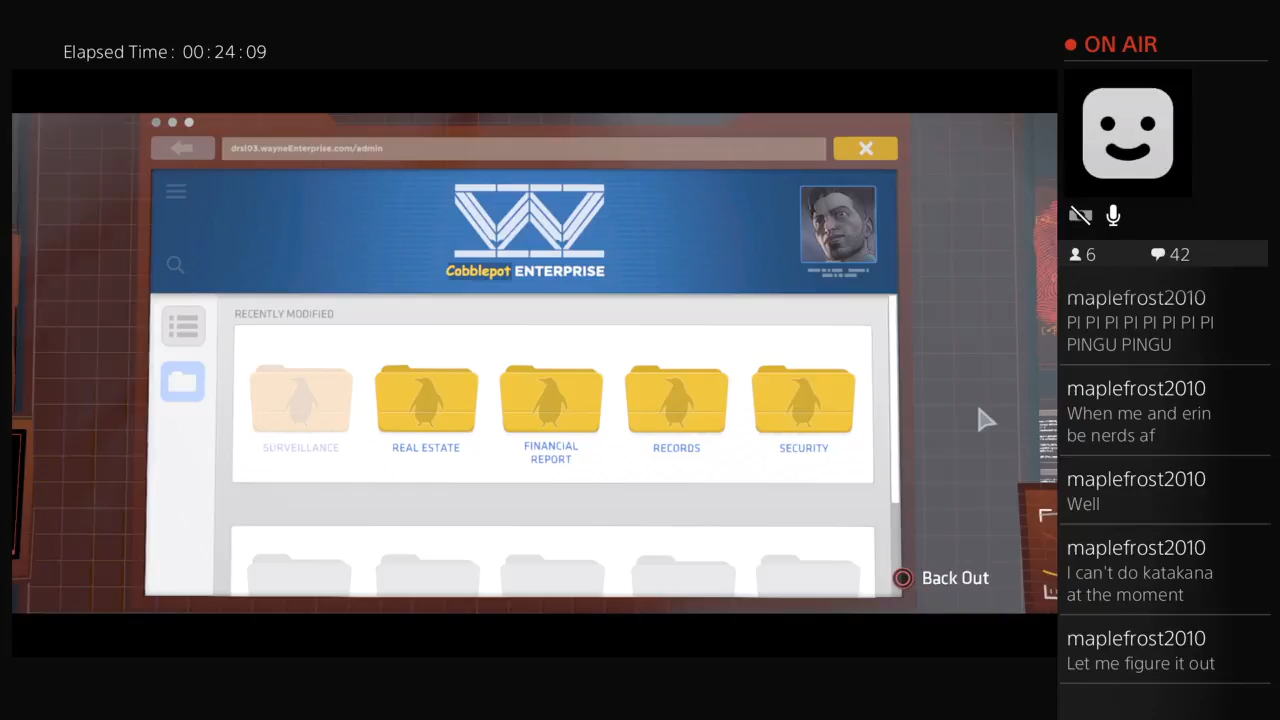 Elapsed Time: 00:24:09
ON AIR
drsl03.wayneEnterprise.com/admin
Cobblepot ENTERPRISE
RECENTLY MODIFIED
SURVEILLANCE
REAL ESTATE
FINANCIAL
REPORT
RECORDS
SECURITY
Back Out
6
42
maplefrost2010
PI PI PI PI PI PI PI PI
PINGU PINGU
maplefrost2010
When me and erin
be nerds af
maplefrost2010
Well
maplefrost2010
I can't do katakana
at the moment
maplefrost2010
Let me figure it out